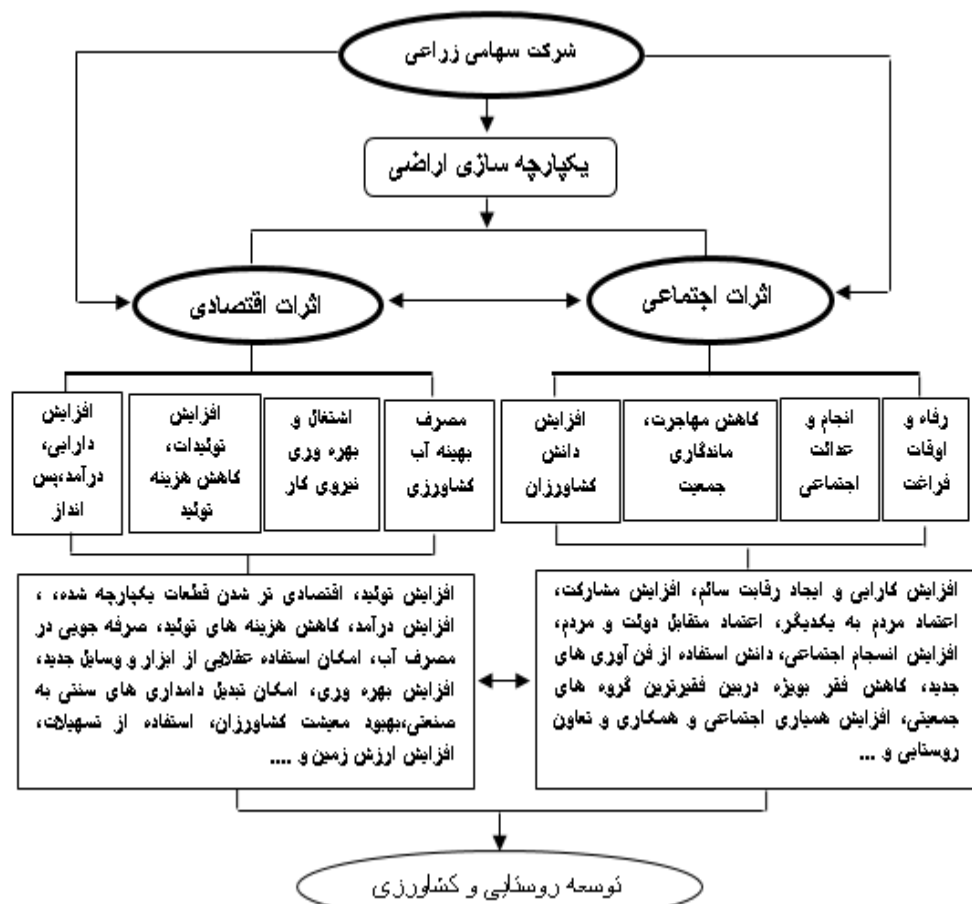 شرکت سهامی زراعی
یکپارچه سازی اراضی
اثرات اجتماعی
اثرات اقتصادی
رفاه و
اوقات
فراغت
انجام و
عدالت
اجتماعی
کاهش مهاجرت،
ماندگاری
جمعیت
افزایش
دانش
کشاورزان
مصرف
بهینه آب
کشاورزی
اشتغال و
بهره وری
نیروی کار
افزایش
تولیدات،
کاهش هزینه
تولید
افزایش
دارایی،
درآمد،پس
انداز
افزایش کارایی و ایجاد رقابت سالم، افزایش مشارکت،
اعتماد مردم به یکدیگر، اعتماد متقابل دولت و مردم،
افزایش انسجام اجتماعی، دانش استفاده از فن آوری های
جدید، کاهش فقر بویژه دربین فقیرترین گروه های
جمعیتی، افزایش همیاری اجتماعی و همکاری و تعاون
روستایی و ...
افزایش تولید، اقتصادی تر شدن قطعات یکپارچه شده، ،
افزایش درآمد، کاهش هزینه های تولید، صرفه جویی در
مصرف آب، امکان استفاده عقلایی از ابزار و وسایل جدید،
افزایش بهره وری، امکان تبدیل دامداری های سنتی به
صنعتی،بهبود معیشت کشاورزان، استفاده از تسهیلات،
افزایش ارزش زمین و ....
توسعه روستایی و کشاورزی